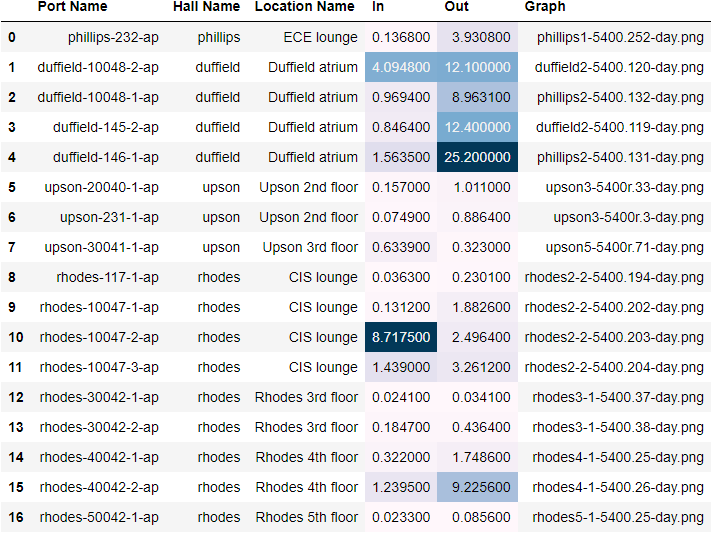 Port Name Hall Name Location Name In Out Graph
0 phillips-232-ap phillips ECE lounge 0.136800 3.930800 phillips1-5400.252-day.png
1 duffield-10048-2-ap duffield Duffield atrium 4.094800 12.100000 duffield2-5400.120-day.png
2 duffield-10048-1-ap duffield Duffield atrium 0.969400 8.963100 phillips2-5400.132-day.png
3 duffield-145-2-ap duffield Duffield atrium 0.846400 12.400000 duffield2-5400.119-day.png
4 duffield-146-1-ap duffield Duffield atrium 1.563500 25.200000 phillips2-5400.131-day.png
5 upson-20040-1-ap upson Upson 2nd floor 0.157000 1.011000 upson3-5400r.33-day.png
6 upson-231-1-ap upson Upson 2nd floor 0.074900 0.886400 upson3-5400r.3-day.png
7 upson-30041-1-ap upson Upson 3rd floor 0.633900 0.323000 upson5-5400r.71-day.png
8 rhodes-117-1-ap rhodes CIS lounge 0.036300 0.230100 rhodes2-2-5400.194-day.png
9 rhodes-10047-1-ap rhodes CIS lounge 0.131200 1.882600 rhodes2-2-5400.202-day.png
10 rhodes-10047-2-ap rhodes CIS lounge 8.717500 2.496400 rhodes2-2-5400.203-day.png
11 rhodes-10047-3-ap rhodes CIS lounge 1.439000 3.261200 rhodes2-2-5400.204-day.png
12 rhodes-30042-1-ap rhodes Rhodes 3rd floor 0.024100 0.034100 rhodes3-1-5400.37-day.png
13 rhodes-30042-2-ap rhodes Rhodes 3rd floor 0.184700 0.436400 rhodes3-1-5400.38-day.png
14 rhodes-40042-1-ap rhodes Rhodes 4th floor 0.322000 1.748600 rhodes4-1-5400.25-day.png
15 rhodes-40042-2-ap rhodes Rhodes 4th floor 1.239500 9.225600 rhodes4-1-5400.26-day.png
16 rhodes-50042-1-ap rhodes Rhodes 5th floor 0.023300 0.085600 rhodes5-1-5400.25-day.png